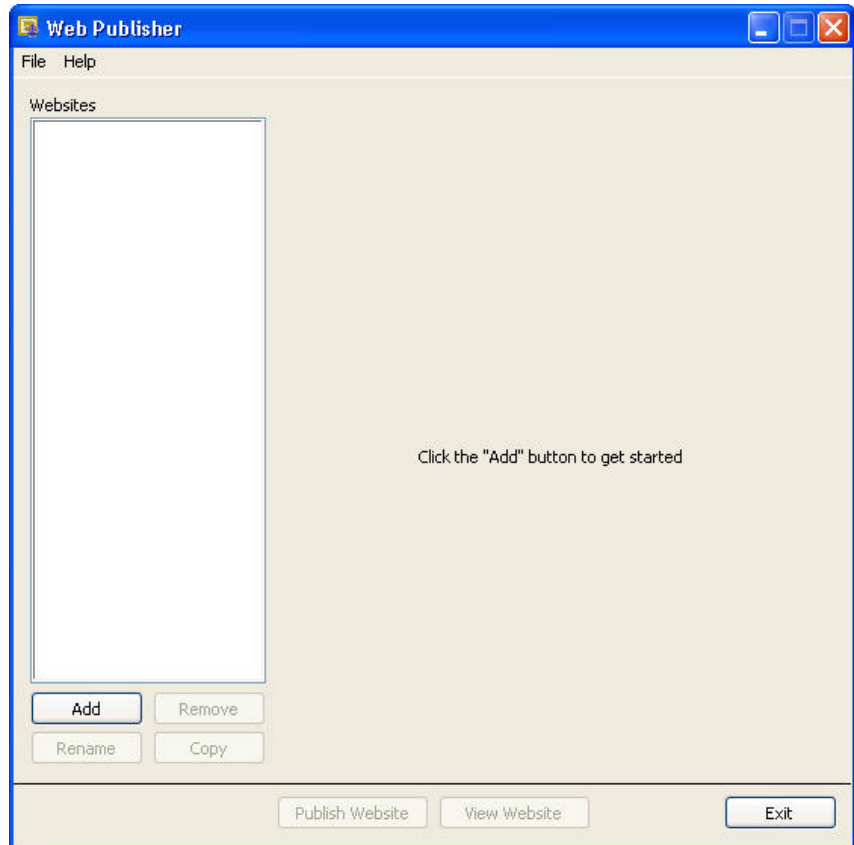 Web Publisher
File Help
Websites
Click the "Add" button to get started
Add Remove
Rename Copy
Publish Website View Website Exit